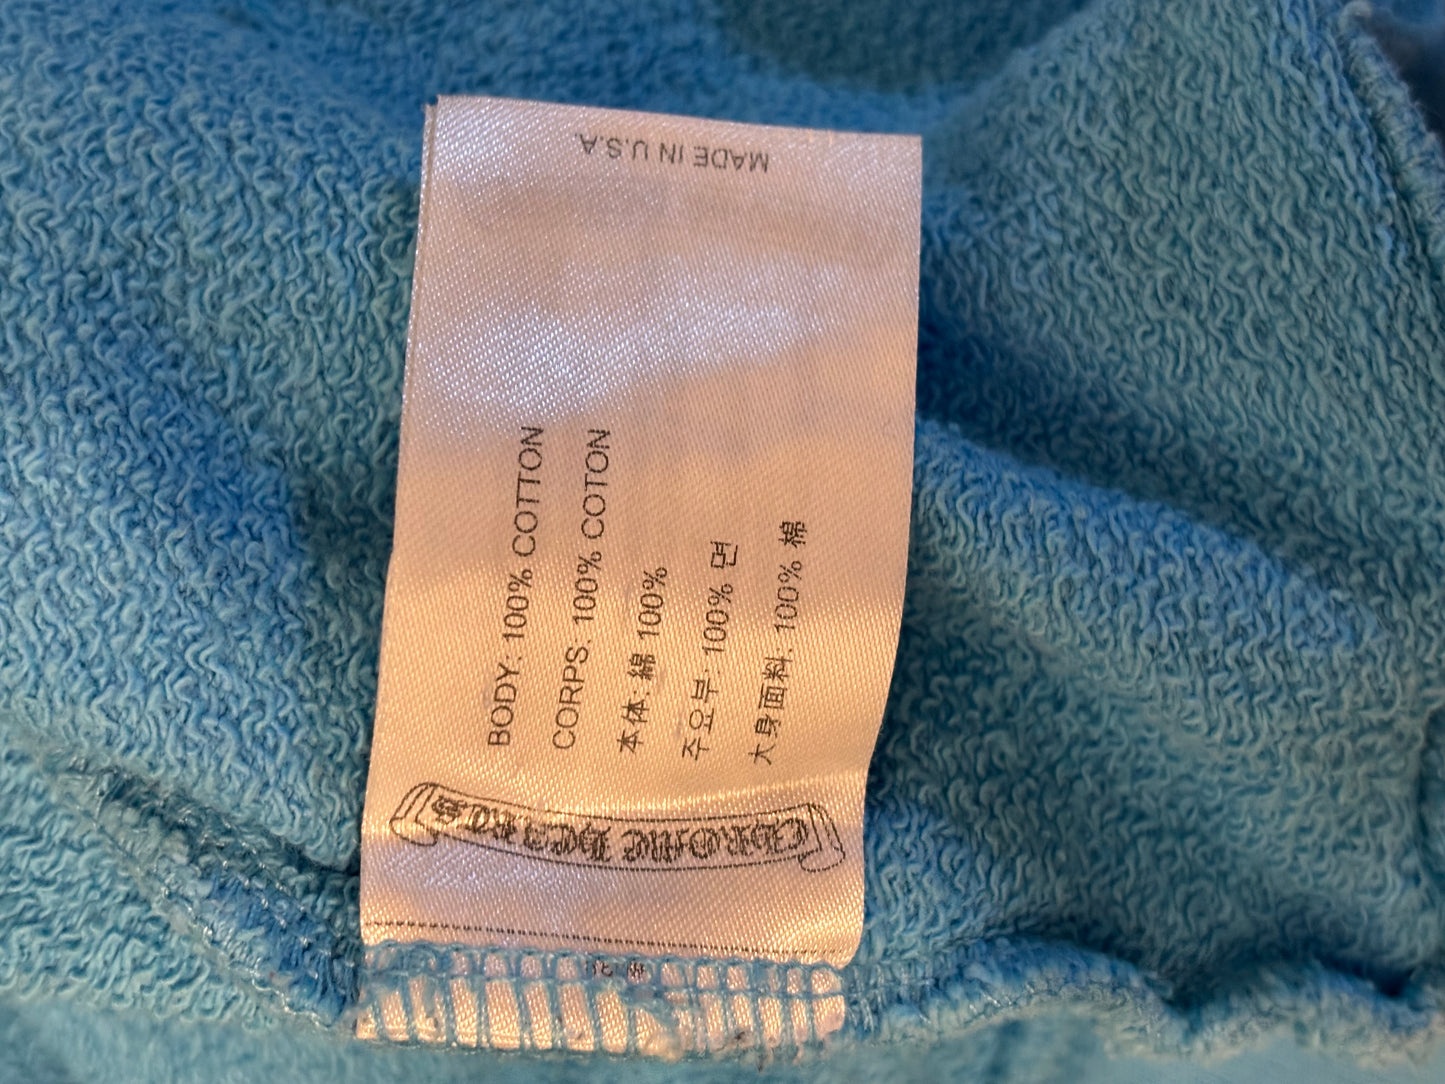 MADE IN U.S.A.
BODY: 100% COTTON
CORPS: 100% COTON
本体: 綿 100%
주요부: 100% 면
大身面料: 100% 棉
Chrome Hearts